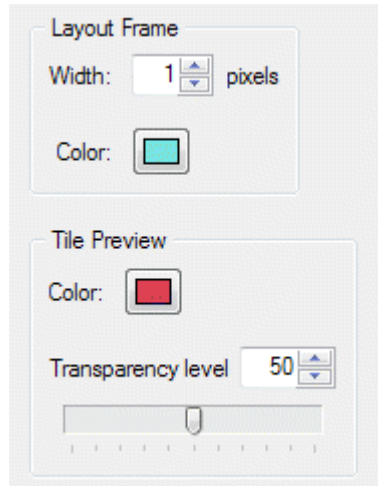 Layout Frame
Width: 1 pixels
Color:
Tile Preview
Color:
Transparency level 50